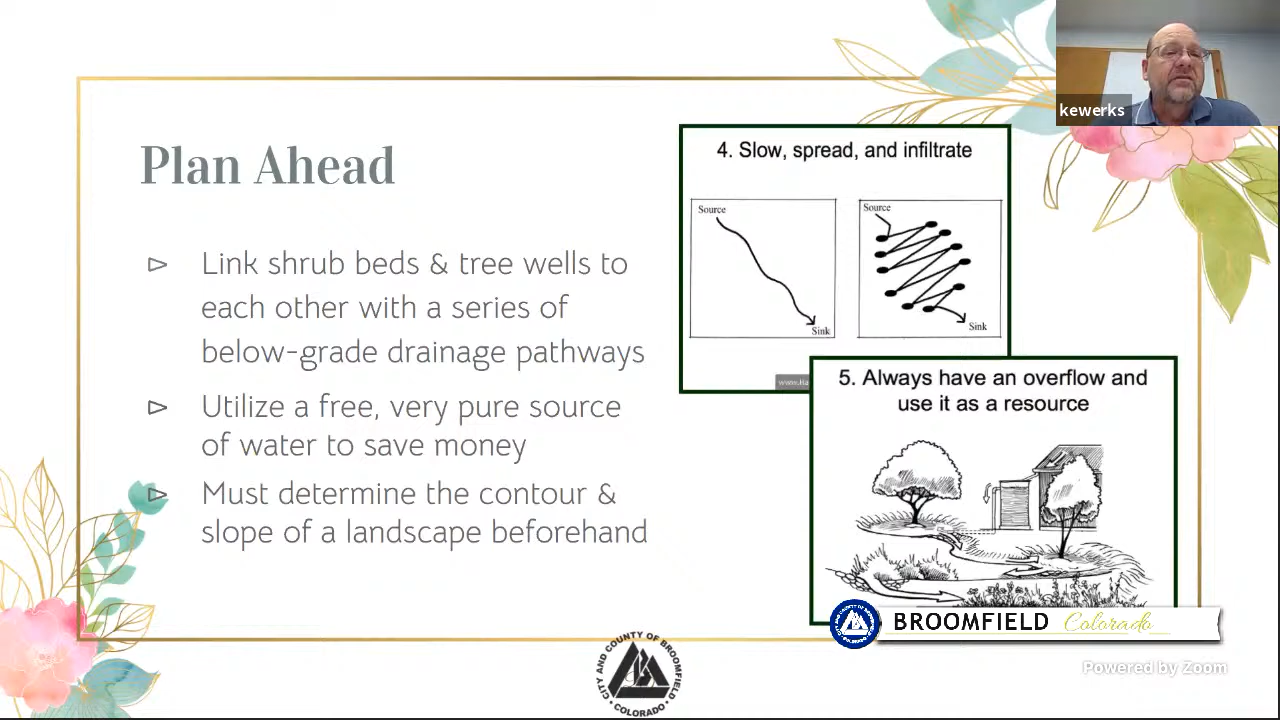 kewerks
Plan Ahead
Link shrub beds & tree wells to
each other with a series of
below-grade drainage pathways
Utilize a free, very pure source
of water to save money
Must determine the contour &
slope of a landscape beforehand
4. Slow, spread, and infiltrate
Source
Sink
Source
Sink
5. Always have an overflow and
use it as a resource
BROOMFIELD Colorado
Powered by Zoom
CITY AND COUNTY OF BROOMFIELD
COLORADO